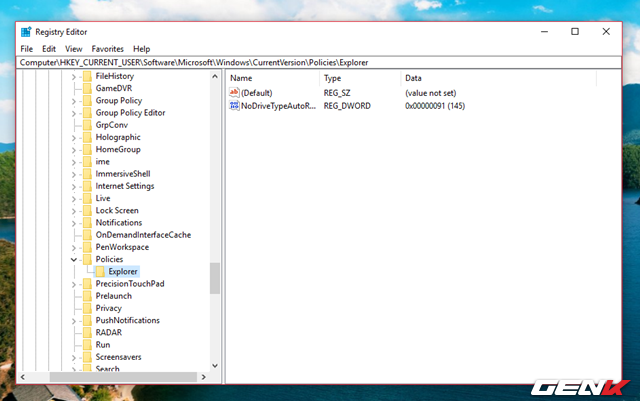 Registry Editor
File Edit View Favorites Help
Computer\HKEY_CURRENT_USER\Software\Microsoft\Windows\CurrentVersion\Policies\Explorer
FileHistory
GameDVR
Group Policy
Group Policy Editor
GrpConv
Holographic
HomeGroup
ime
ImmersiveShell
Internet Settings
Live
Lock Screen
Notifications
OnDemandInterfaceCache
PenWorkspace
Policies
Explorer
PrecisionTouchPad
Prelaunch
Privacy
PushNotifications
RADAR
Run
Screensavers
Search
Name Type Data
(Default) REG_SZ (value not set)
NoDriveTypeAutoR... REG_DWORD 0x00000091 (145)
GENK